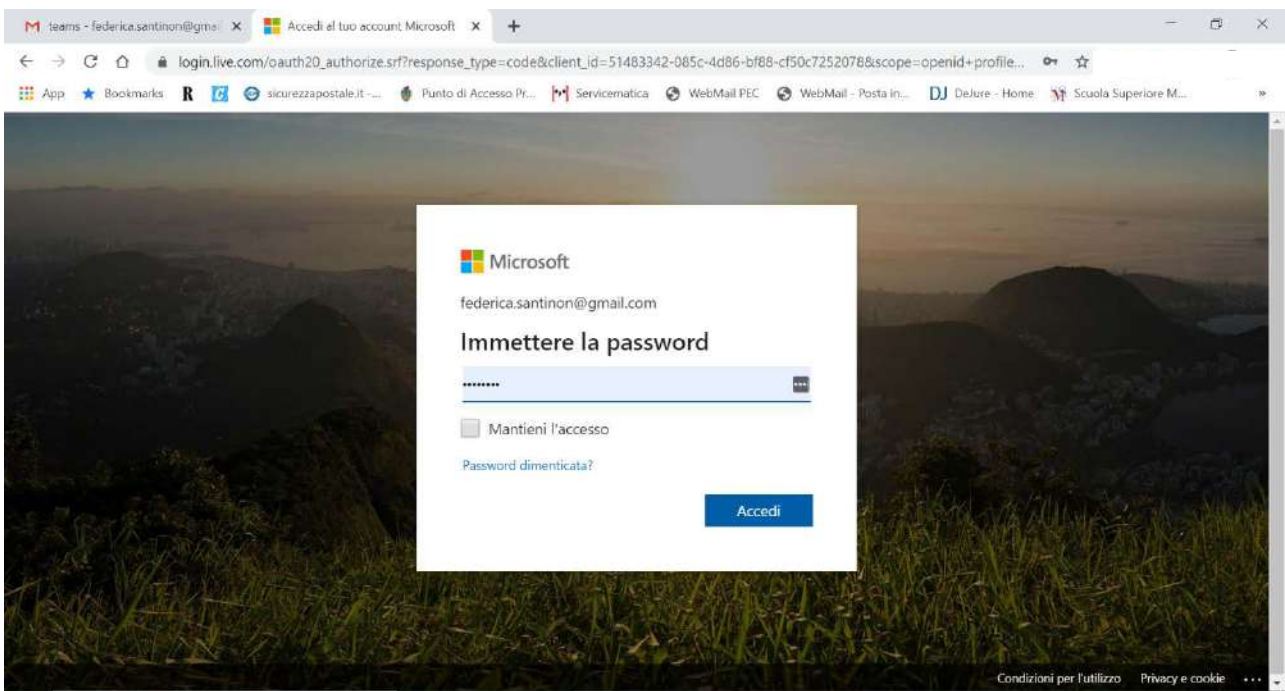 teams - federica.santinon@gmai
Accedi al tuo account Microsoft
login.live.com/oauth20_authorize.srf?response_type=code&client_id=51483342-085c-4d86-bf88-cf50c7252078&scope=openid+profile...
App Bookmarks R G sicurezzapostale.it -... Punto di Accesso Pr... Servicematica WebMail PEC WebMail - Posta in... DJ DeJure - Home Scuola Superiore M... »
Microsoft
federica.santinon@gmail.com
Immettere la password
••••••••
Mantieni l'accesso
Password dimenticata?
Accedi
Condizioni per l'utilizzo Privacy e cookie ...